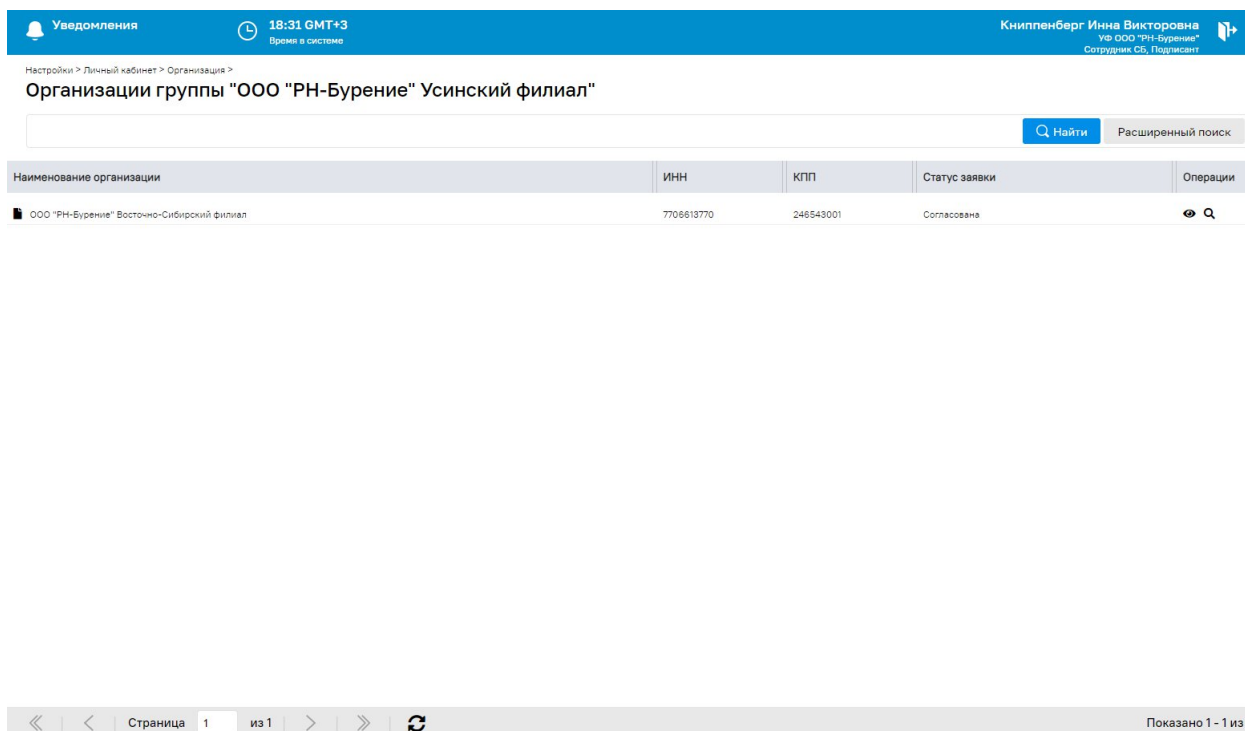 Уведомления
18:31 GMT+3
Время в системе
Книппенберг Инна Викторовна
УФ ООО "РН-Бурение"
Сотрудник СБ, Подписант
Настройки > Личный кабинет > Организация >
Организации группы "ООО "РН-Бурение" Усинский филиал"
Найти Расширенный поиск
Наименование организации ИНН КПП Статус заявки Операции
ООО "РН-Бурение" Восточно-Сибирский филиал 7706613770 246543001 Согласована
Страница 1 из 1 Показано 1 - 1 из